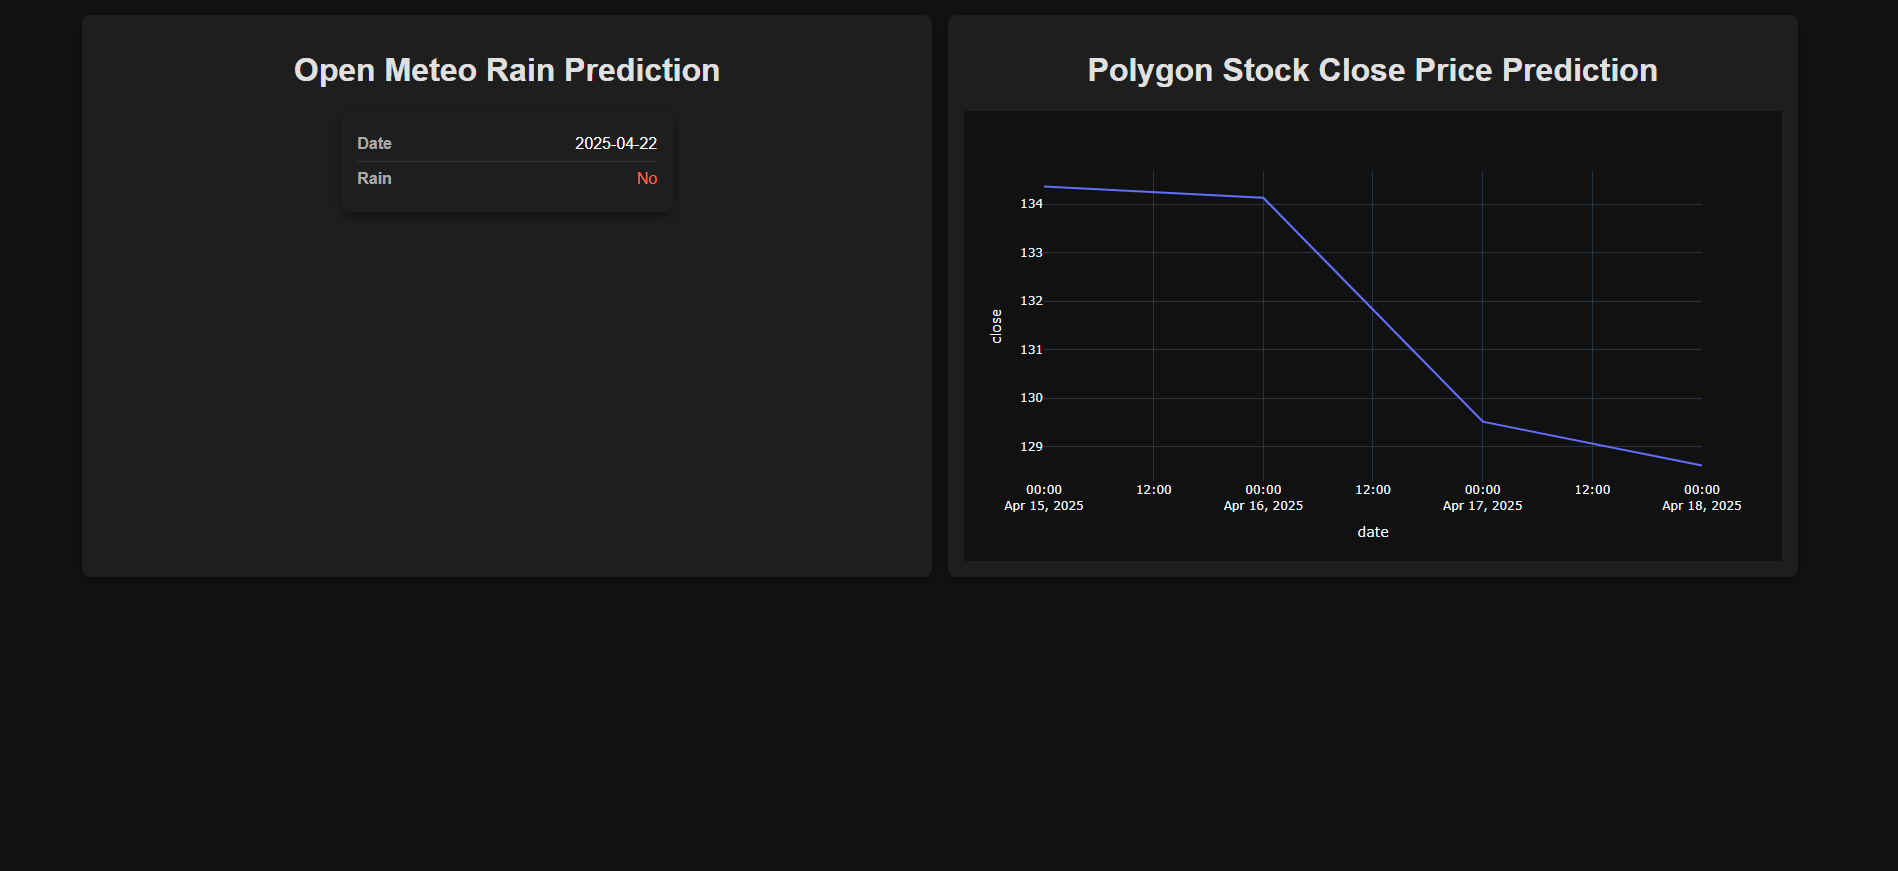 Open Meteo Rain Prediction
Date 2025-04-22
Rain No
Polygon Stock Close Price Prediction
134
133
132
131
130
129
close
00:00 12:00 00:00 12:00 00:00 12:00 00:00
Apr 15, 2025 Apr 16, 2025 Apr 17, 2025 Apr 18, 2025
date